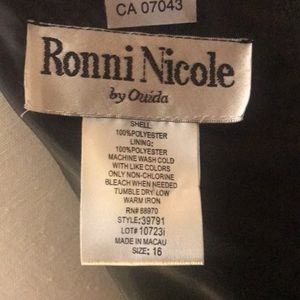 CA 07043
Ronni Nicole
by Ouida
SHELL:
100%POLYESTER
LINING:
100%POLYESTER
MACHINE WASH COLD
WITH LIKE COLORS
ONLY NON-CHLORINE
BLEACH WHEN NEEDED
TUMBLE DRY LOW
WARM IRON
RN# 88970
STYLE:39791
LOT# 10723i
MADE IN MACAU
SIZE: 16